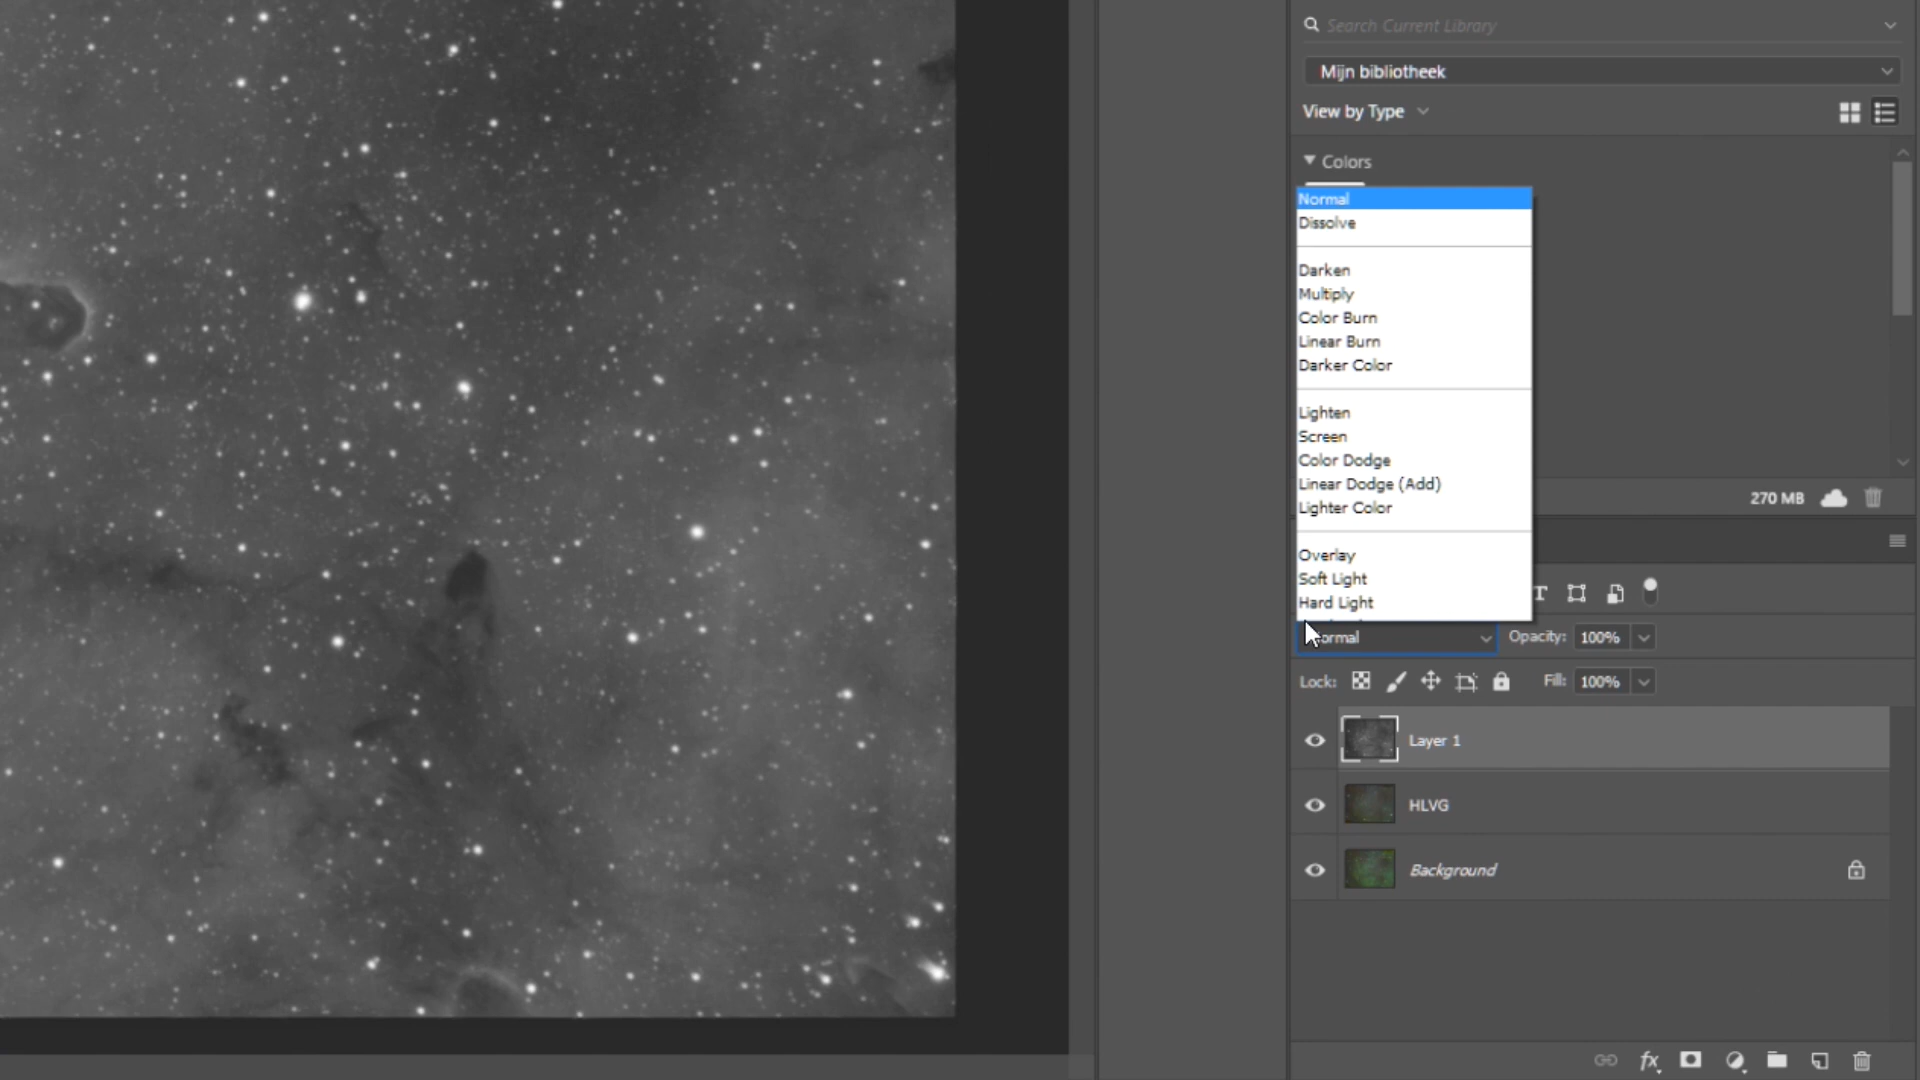 Search Current Library
Mijn bibliotheek
View by Type
Colors
Normal
Dissolve
Darken
Multiply
Color Burn
Linear Burn
Darker Color
Lighten
Screen
Color Dodge
Linear Dodge (Add)
Lighter Color
270 MB
Overlay
Soft Light
Hard Light
ormal Opacity: 100%
Lock: Fill: 100%
Layer 1
HLVG
Background
fx